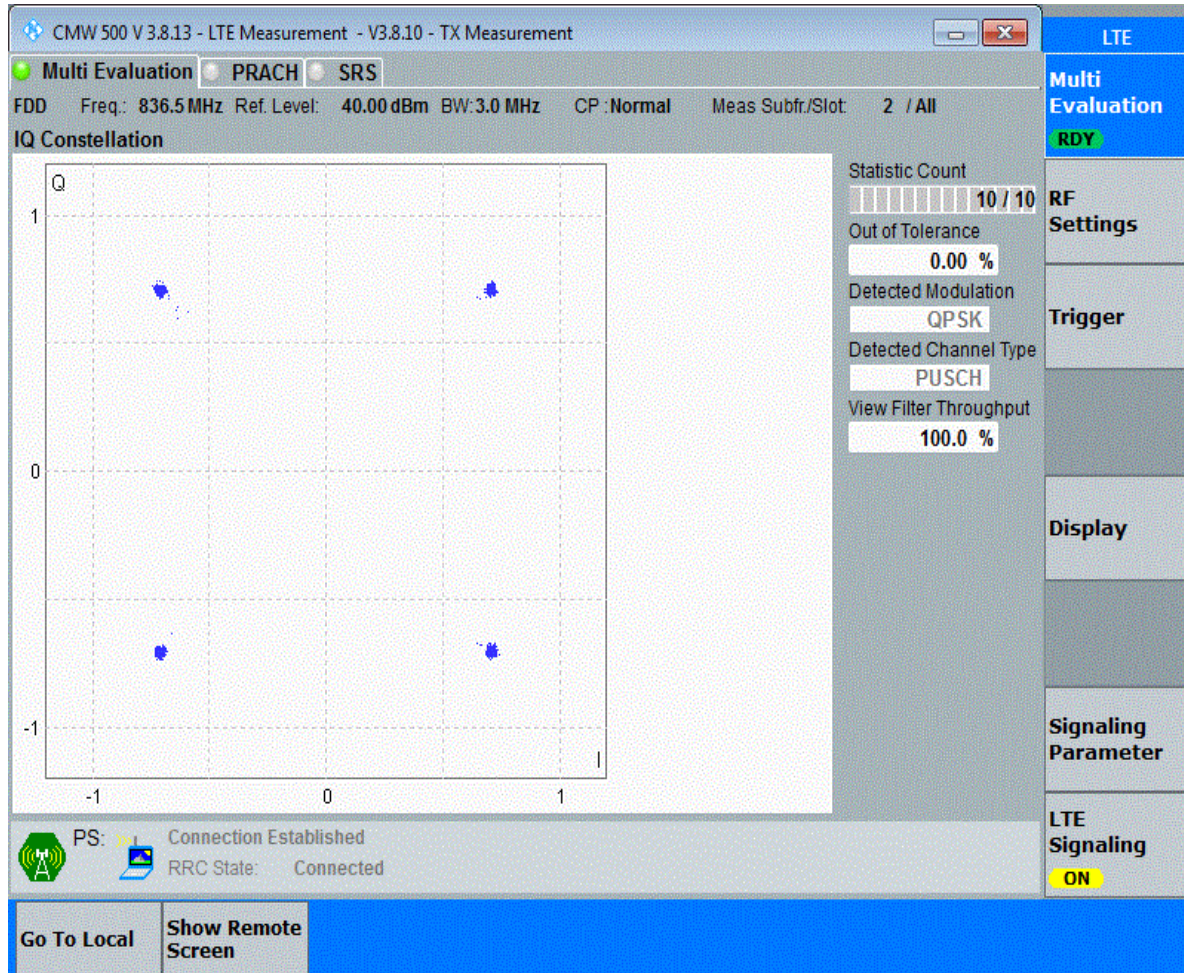 CMW 500 V 3.8.13 - LTE Measurement - V3.8.10 - TX Measurement
LTE
Multi Evaluation PRACH SRS
FDD Freq.: 836.5 MHz Ref. Level: 40.00 dBm BW: 3.0 MHz CP : Normal Meas Subfr./Slot: 2 / All
IQ Constellation
Q
1
0
-1
I
-1 0 1
Statistic Count
10 / 10
Out of Tolerance
0.00 %
Detected Modulation
QPSK
Detected Channel Type
PUSCH
View Filter Throughput
100.0 %
Multi
Evaluation
RDY
RF
Settings
Trigger
Display
Signaling
Parameter
LTE
Signaling
ON
PS: Connection Established
RRC State: Connected
Go To Local
Show Remote
Screen